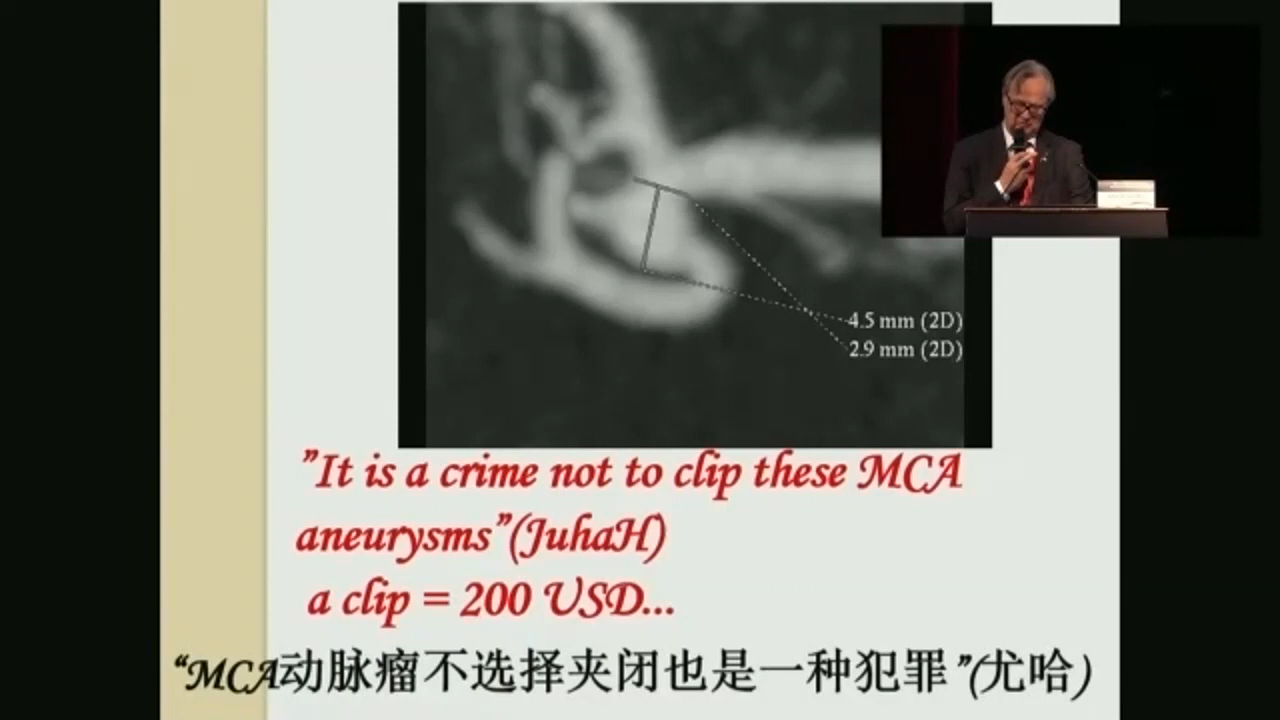 4.5 mm (2D)
2.9 mm (2D)
”It is a crime not to clip these MCA
aneurysms”(JuhaH)
a clip = 200 USD...
“MCA动脉瘤不选择夹闭也是一种犯罪”(尤哈)